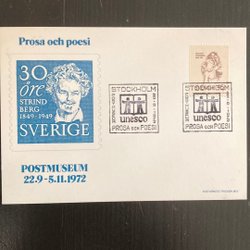 Prosa och poesi
30
öre
STRIND
BERG
1849-1949
SVERIGE
POSTMUSEUM
22.9 - 5.11.1972
STOCKHOLM
unesco
PROSA OCH POESI
STOCKHOLM
unesco
PROSA OCH POESI